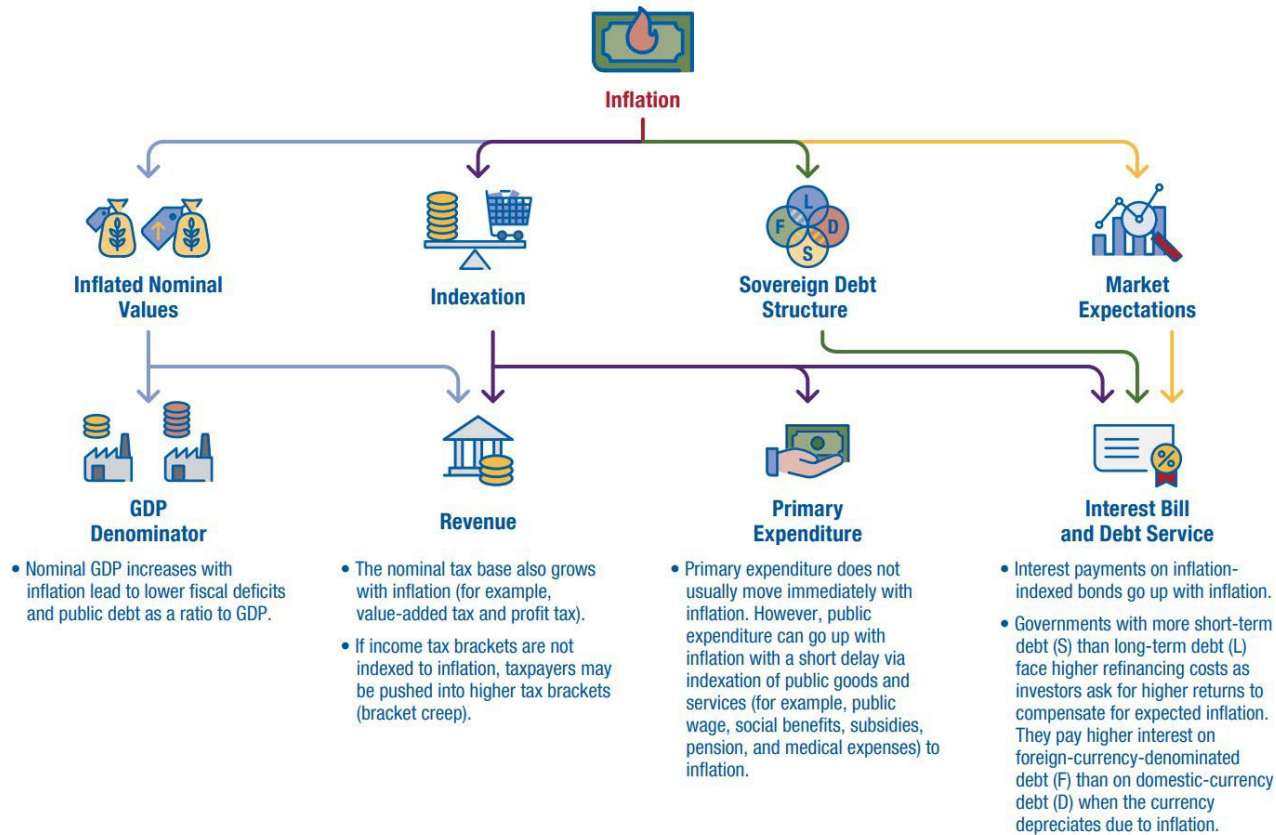 Inflation
L
F
D
S
Inflated Nominal
Values
Indexation
Sovereign Debt
Structure
Market
Expectations
%
GDP
Denominator
• Nominal GDP increases with
inflation lead to lower fiscal deficits
and public debt as a ratio to GDP.
Revenue
• The nominal tax base also grows
with inflation (for example,
value-added tax and profit tax).
• If income tax brackets are not
indexed to inflation, taxpayers may
be pushed into higher tax brackets
(bracket creep).
Primary
Expenditure
• Primary expenditure does not
usually move immediately with
inflation. However, public
expenditure can go up with
inflation with a short delay via
indexation of public goods and
services (for example, public
wage, social benefits, subsidies,
pension, and medical expenses) to
inflation.
Interest Bill
and Debt Service
• Interest payments on inflation-
indexed bonds go up with inflation.
• Governments with more short-term
debt (S) than long-term debt (L)
face higher refinancing costs as
investors ask for higher returns to
compensate for expected inflation.
They pay higher interest on
foreign-currency-denominated
debt (F) than on domestic-currency
debt (D) when the currency
depreciates due to inflation.